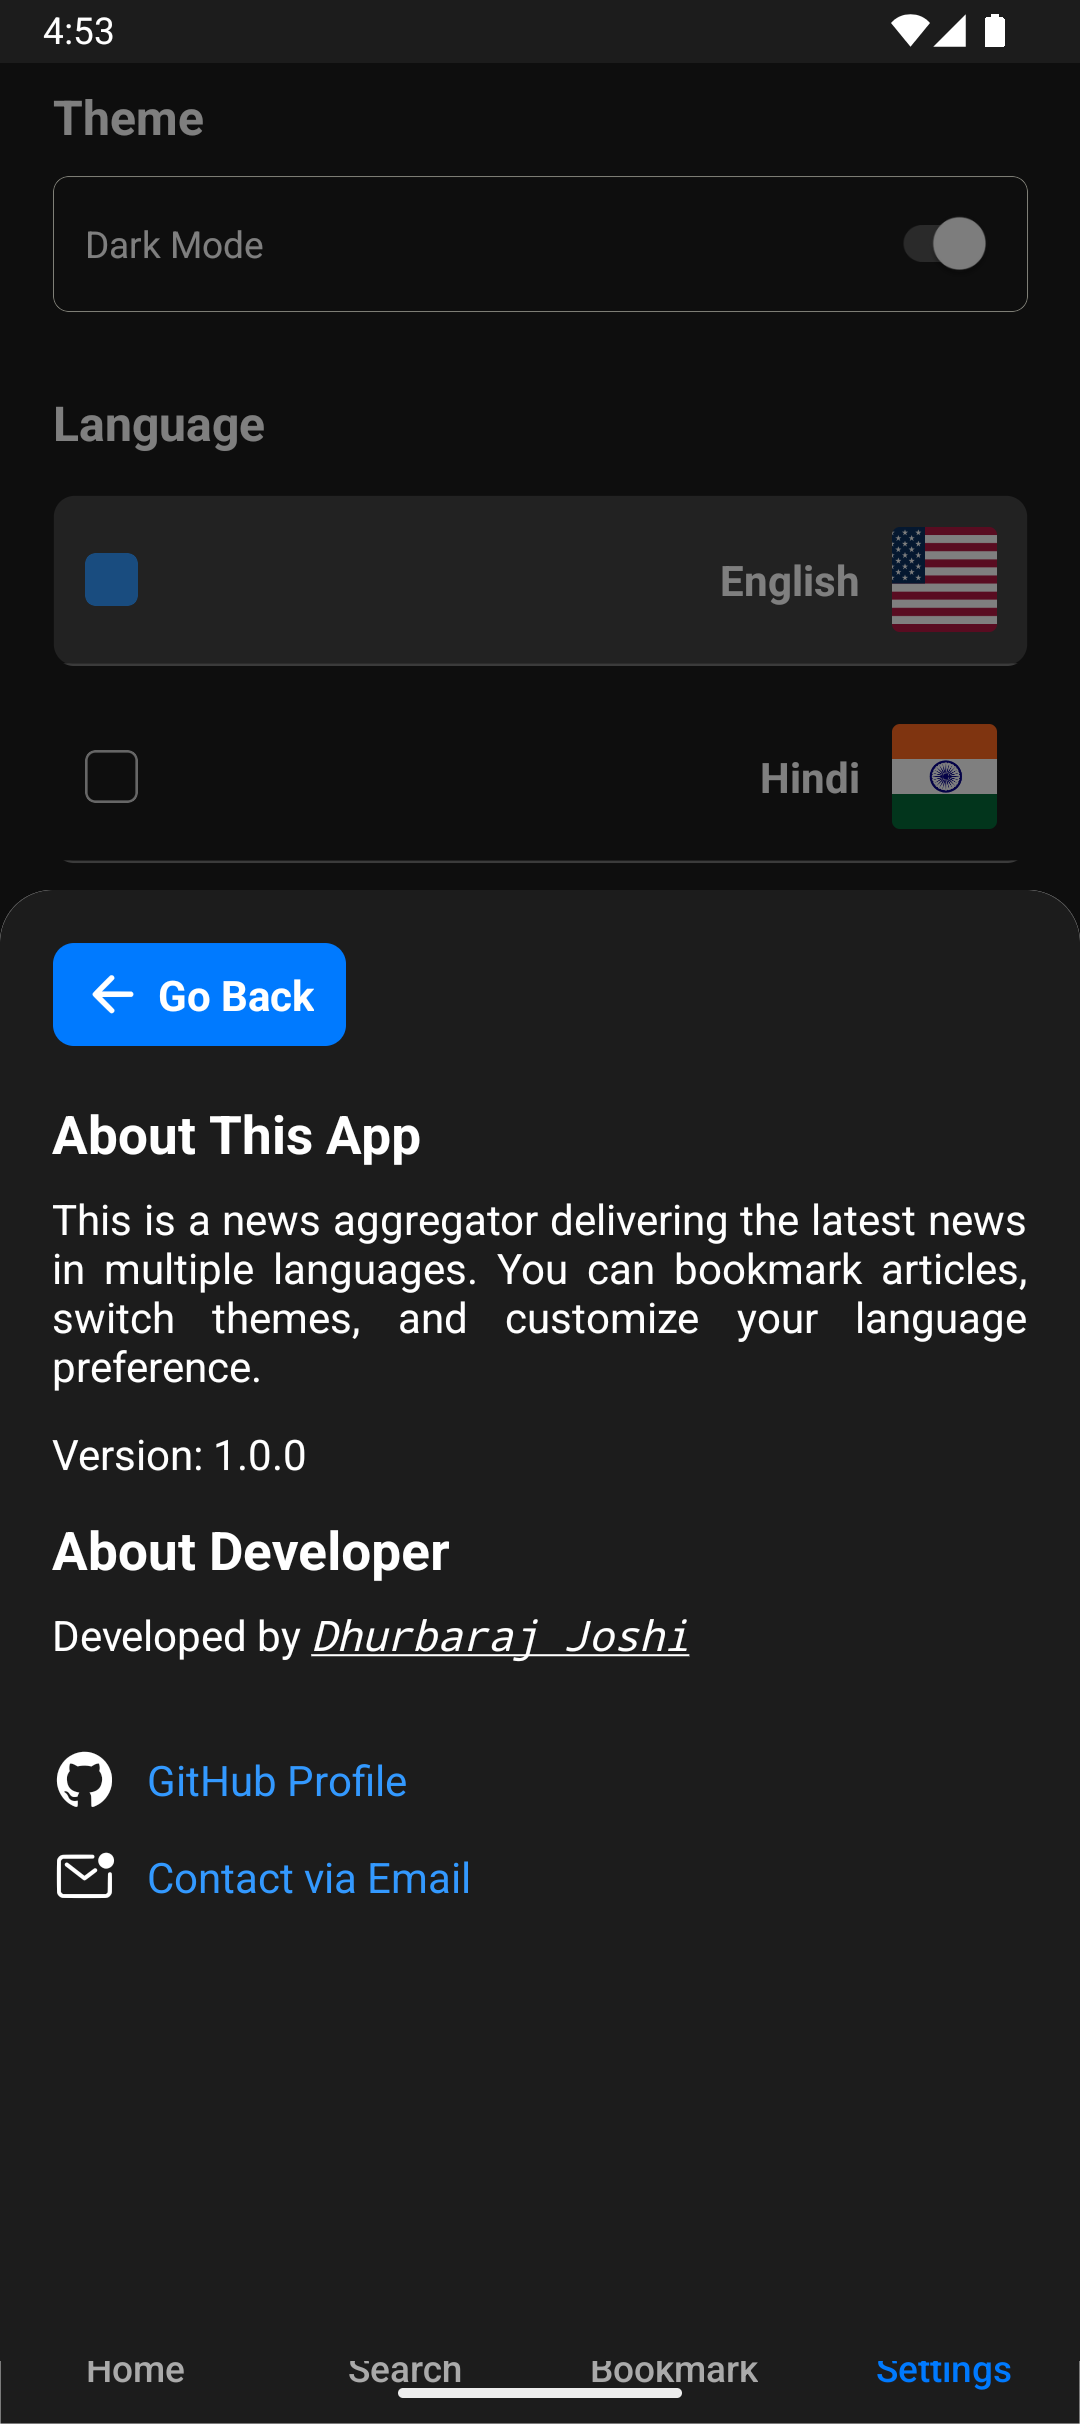 4:53
Theme
Dark Mode
Language
English
Hindi
Go Back
About This App
This is a news aggregator delivering the latest news
in multiple languages. You can bookmark articles,
switch themes, and customize your language
preference.
Version: 1.0.0
About Developer
Developed by Dhurbaraj Joshi
GitHub Profile
Contact via Email
Home Search Bookmark Settings